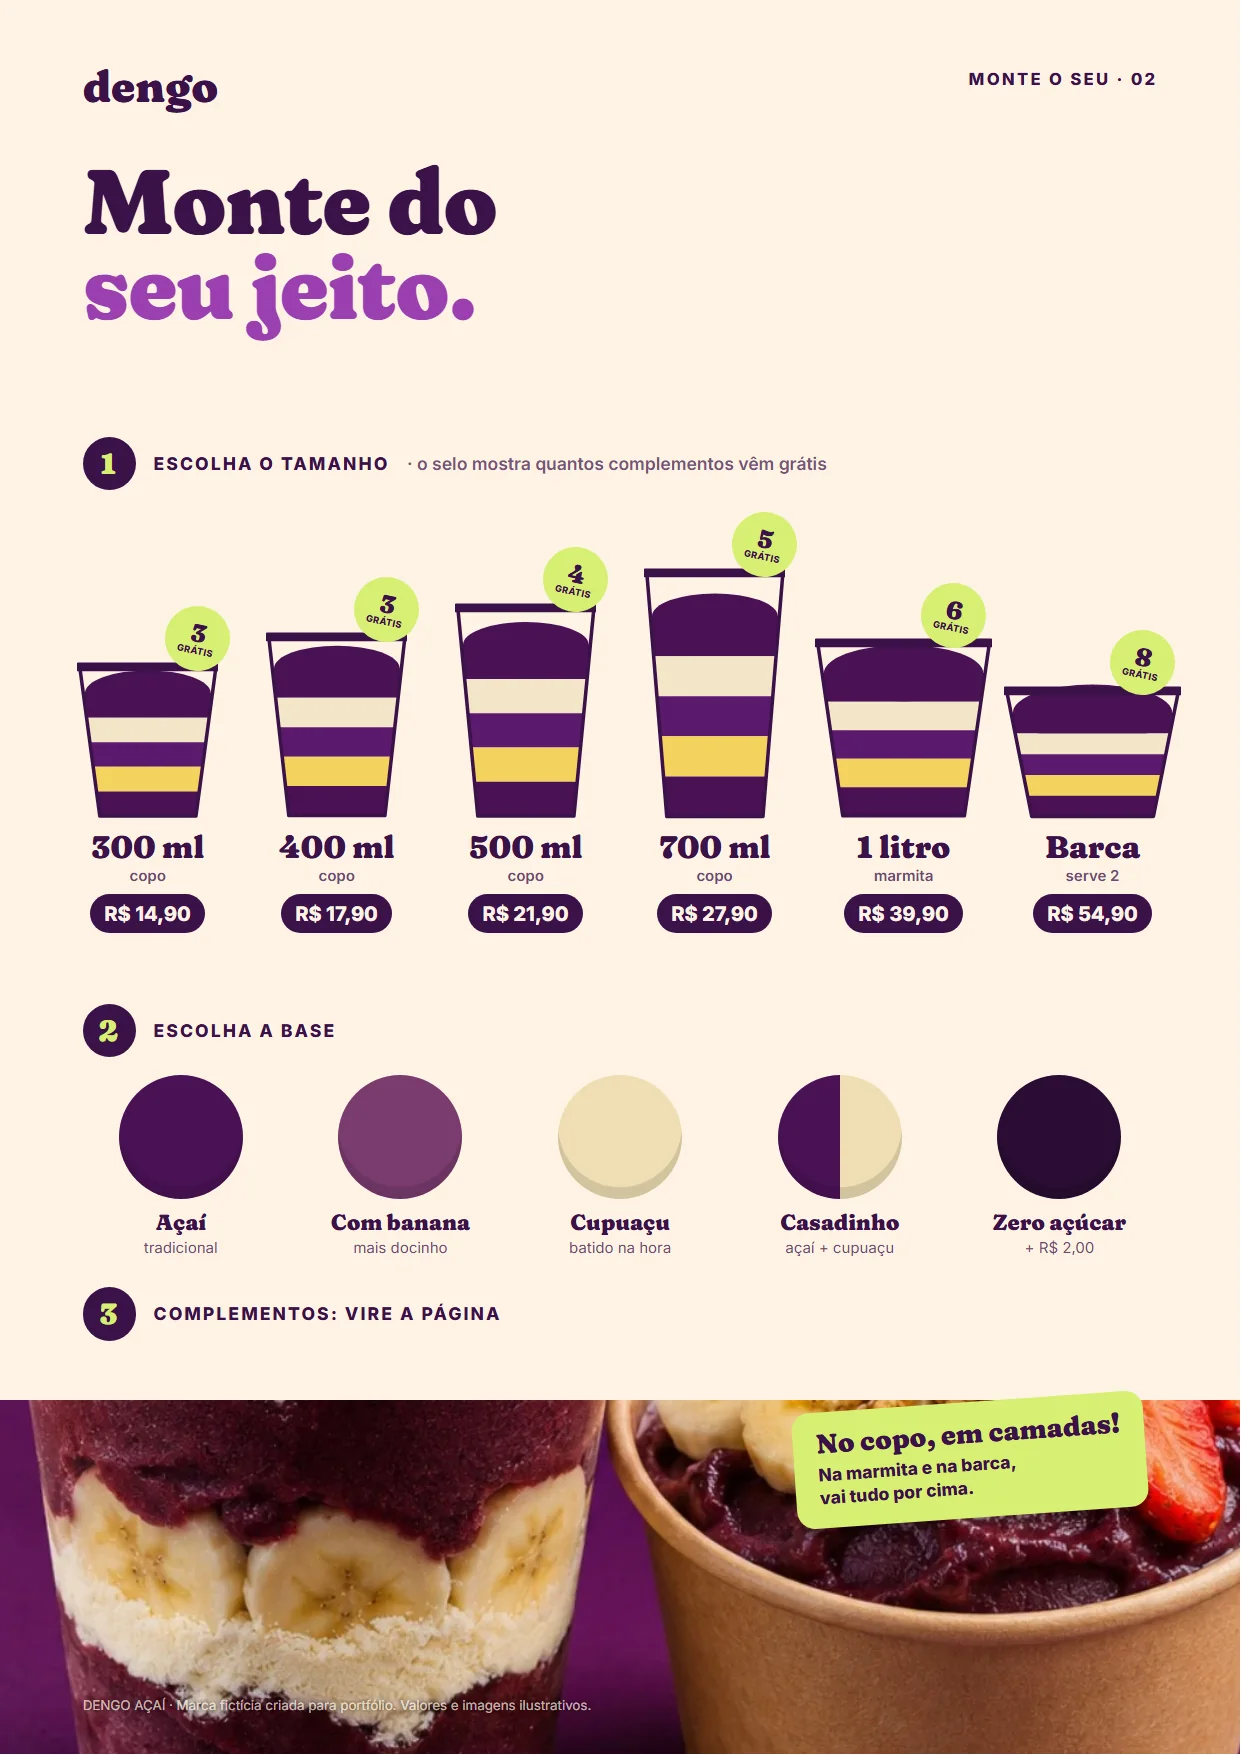 dengo
MONTE O SEU · 02
Monte do
seu jeito.
1 ESCOLHA O TAMANHO · o selo mostra quantos complementos vêm grátis
3 GRÁTIS
3 GRÁTIS
4 GRÁTIS
5 GRÁTIS
6 GRÁTIS
8 GRÁTIS
300 ml
copo
R$ 14,90
400 ml
copo
R$ 17,90
500 ml
copo
R$ 21,90
700 ml
copo
R$ 27,90
1 litro
marmita
R$ 39,90
Barca
serve 2
R$ 54,90
2 ESCOLHA A BASE
Açaí
tradicional
Com banana
mais docinho
Cupuaçu
batido na hora
Casadinho
açaí + cupuaçu
Zero açúcar
+ R$ 2,00
3 COMPLEMENTOS: VIRE A PÁGINA
No copo, em camadas!
Na marmita e na barca,
vai tudo por cima.
DENGO AÇAÍ · Marca fictícia criada para portfólio. Valores e imagens ilustrativos.